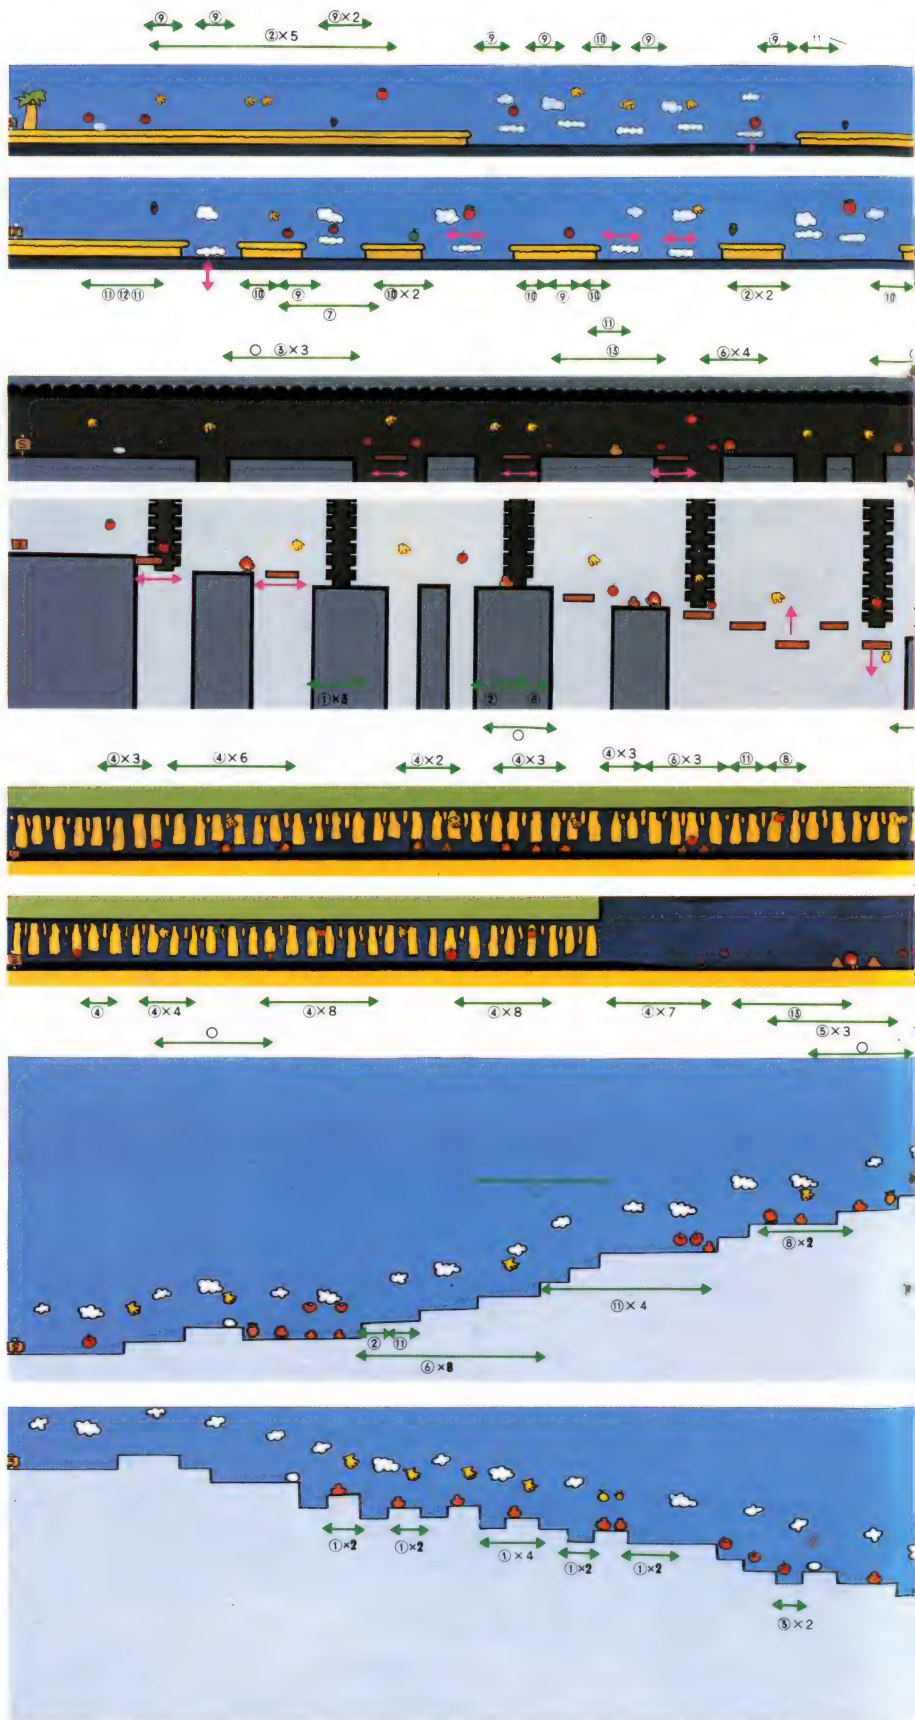 ⑨ ⑨ ⑨×2
②×5 ⑨ ⑨ ⑩ ⑨ ⑨ 11
⑪⑫⑪ ⑩ ⑨ ⑩×2 ⑩ ⑨ ⑩ ②×2 ⑩
⑦
⑪
○ ③×3 ⑬ ⑥×4
S
①×3 ② ⑧
○
④×3 ④×6 ④×2 ④×3 ④×3 ⑥×3 ⑪ ⑧
④ ④×4 ④×8 ④×8 ④×7 ⑬
⑤×3
○ ○
⑧×2
⑪×4
② ⑪
⑥×8
S
①×2 ①×2 ①×4 ①×2 ①×2
③×2